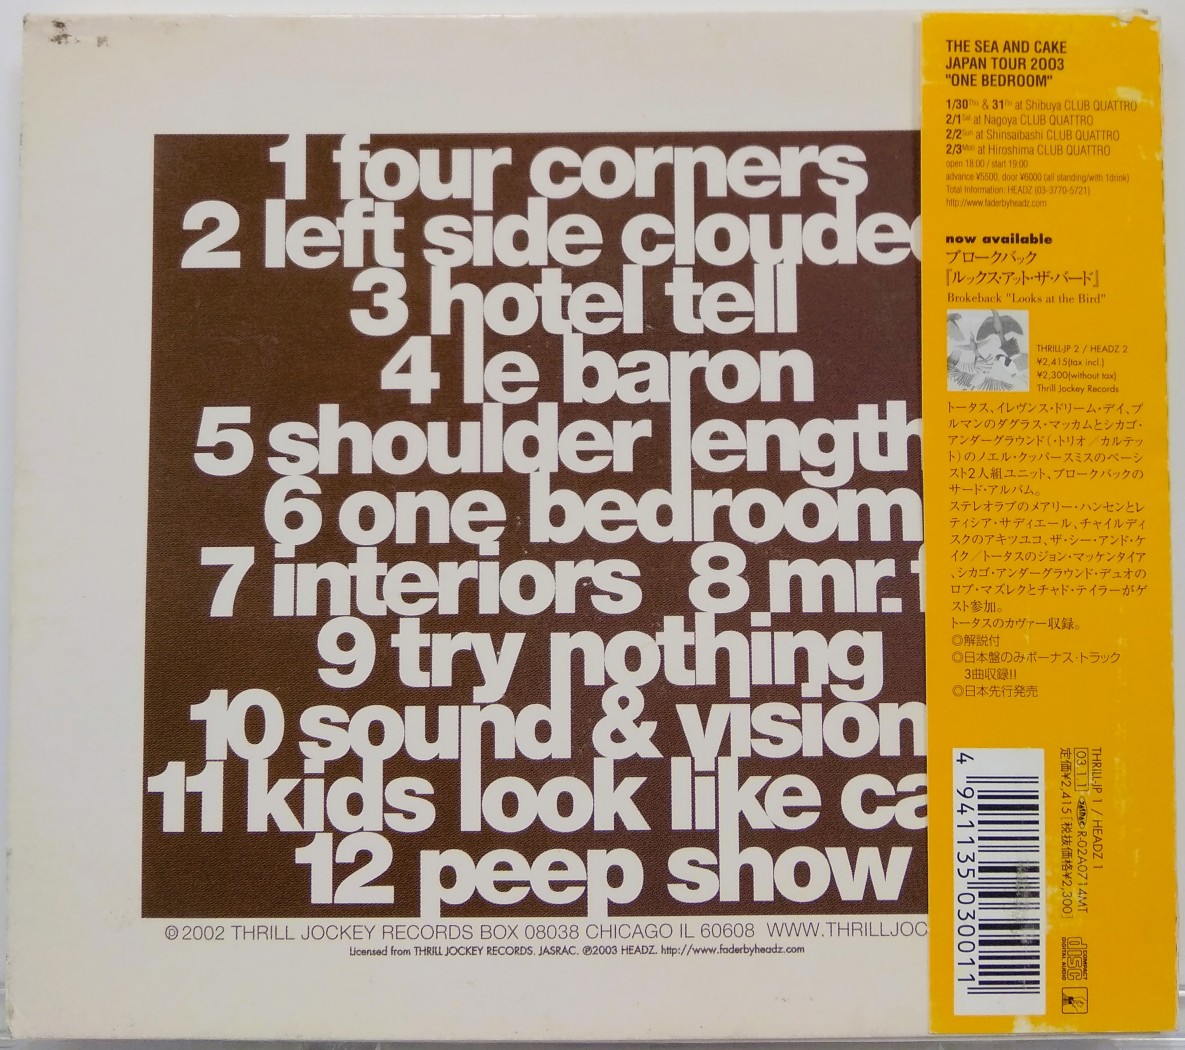 1 four corners
2 left side clouded
3 hotel tell
4 le baron
5 shoulder length
6 one bedroom
7 interiors 8 mr.
9 try nothing
10 sound & vision
11 kids look like ca
12 peep show
©2002 THRILL JOCKEY RECORDS BOX 08038 CHICAGO IL 60608 WWW.THRILLJOC
Licensed from THRILL JOCKEY RECORDS. JASRAC. ℗2003 HEADZ. http://www.faderbyheadz.com
THE SEA AND CAKE
JAPAN TOUR 2003
"ONE BEDROOM"
1/30Thu & 31Fri at Shibuya CLUB QUATTRO
2/1Sat at Nagoya CLUB QUATTRO
2/2Sun at Shinsaibashi CLUB QUATTRO
2/3Mon at Hiroshima CLUB QUATTRO
open 18:00 / start 19:00
advance ¥5500, door ¥6000 (all standing/with 1drink)
Total Information: HEADZ (03-3770-5721)
http://www.faderbyheadz.com
now available
ブロークバック
『ルックス・アット・ザ・バード』
Brokeback "Looks at the Bird"
THRILL-JP 2 / HEADZ 2
¥2,415(tax incl.)
¥2,300(without tax)
Thrill Jockey Records
トータス、イレヴンス・ドリーム・デイ、ブ
ルマンのダグラス・マッカムとシカゴ・
アンダーグラウンド(・トリオ/カルテッ
ト)のノエル・クッパースミスのベーシ
スト2人組ユニット、ブロークバックの
サード・アルバム。
ステレオラブのメアリー・ハンセンとレ
ティシア・サディエール、チャイルディ
スクのアキツユコ、ザ・シー・アンド・ケ
イク/トータスのジョン・マッケンタイア
、シカゴ・アンダーグラウンド・デュオの
ロブ・マズレクとチャド・テイラーがゲ
スト参加。
トータスのカヴァー収録。
◎解説付
◎日本盤のみボーナス・トラック
3曲収録!!
◎日本先行発売
THRILL-JP 1 / HEADZ 1
03.1.1 JASRAC R-02A0714MT
定価¥2,415 [税抜価格¥2,300]
COMPACT
disc
DIGITAL AUDIO
4 941135 030011